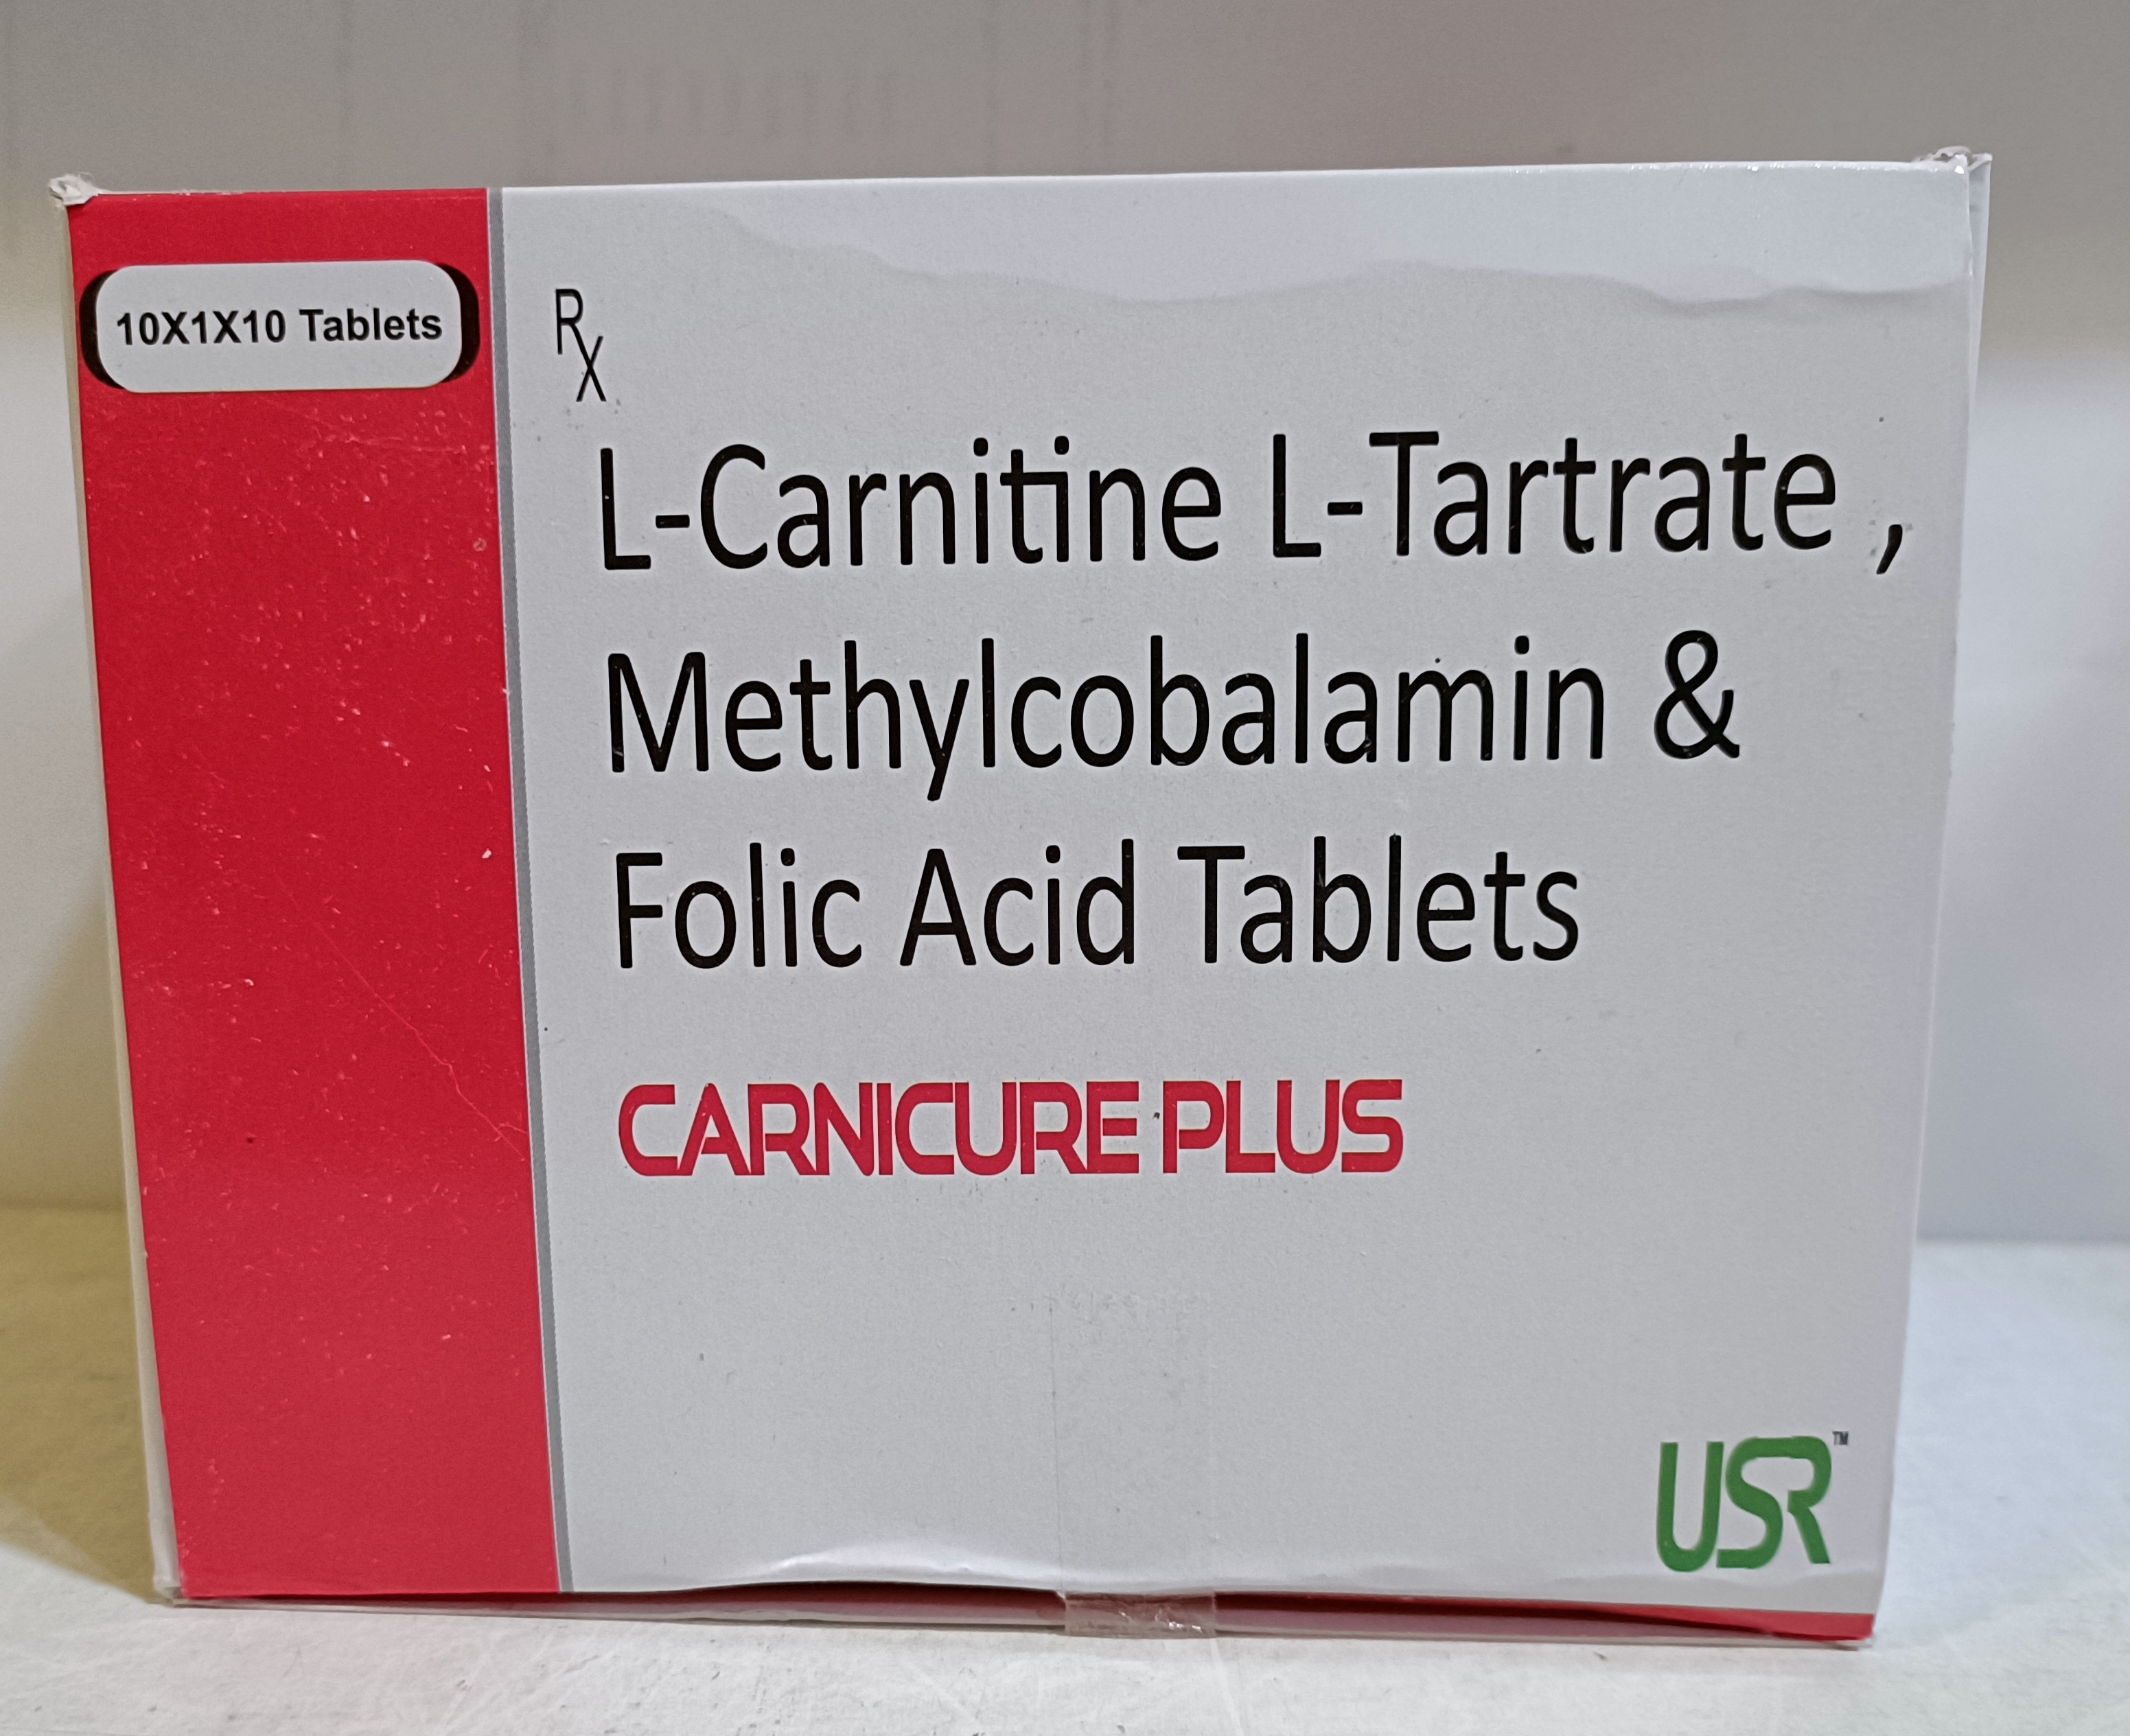 10X1X10 Tablets
Rx
L-Carnitine L-Tartrate ,
Methylcobalamin &
Folic Acid Tablets
CARNICURE PLUS
USR™